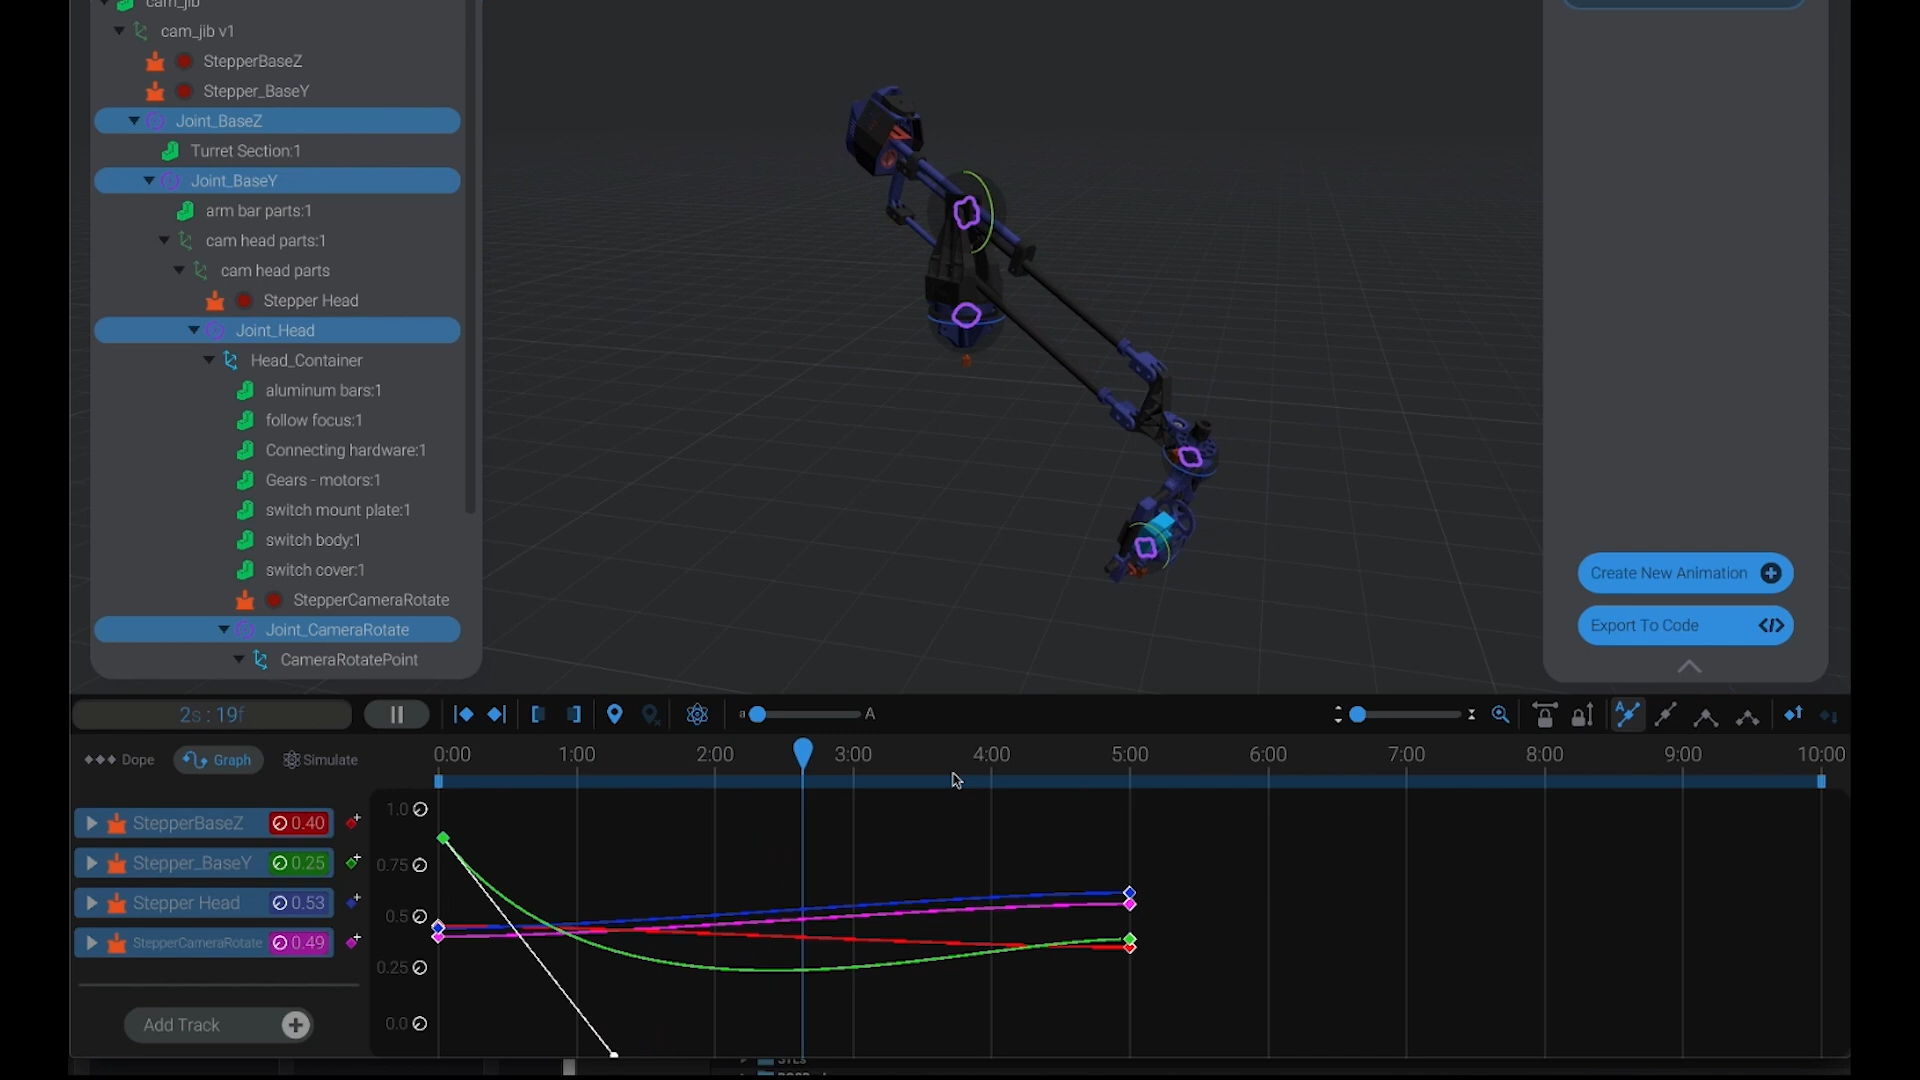 cam_jib
cam_jib v1
StepperBaseZ
Stepper_BaseY
Joint_BaseZ
Turret Section:1
Joint_BaseY
arm bar parts:1
cam head parts:1
cam head parts
Stepper Head
Joint_Head
Head_Container
aluminum bars:1
follow focus:1
Connecting hardware:1
Gears - motors:1
switch mount plate:1
switch body:1
switch cover:1
StepperCameraRotate
Joint_CameraRotate
CameraRotatePoint
Create New Animation
Export To Code
2s : 19f
a A
A
Dope Graph Simulate
0:00 1:00 2:00 3:00 4:00 5:00 6:00 7:00 8:00 9:00 10:00
StepperBaseZ 0.40
Stepper_BaseY 0.25
Stepper Head 0.53
StepperCameraRotate 0.49
Add Track
1.0
0.75
0.5
0.25
0.0